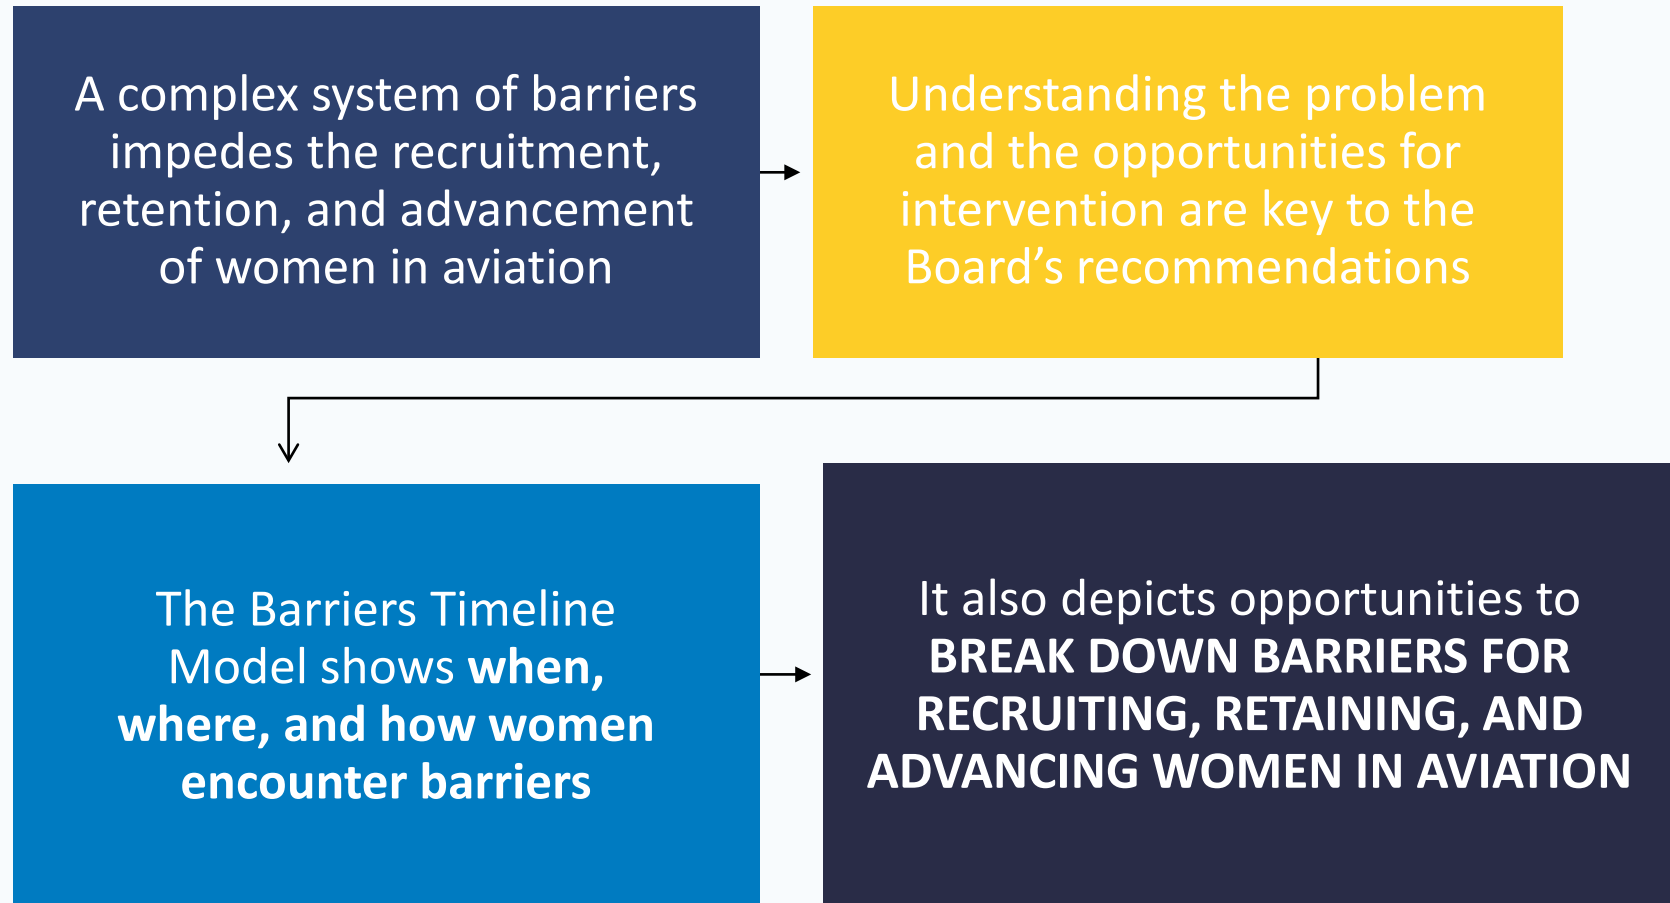 A complex system of barriers
impedes the recruitment,
retention, and advancement
of women in aviation
Understanding the problem
and the opportunities for
intervention are key to the
Board’s recommendations
The Barriers Timeline
Model shows when,
where, and how women
encounter barriers
It also depicts opportunities to
BREAK DOWN BARRIERS FOR
RECRUITING, RETAINING, AND
ADVANCING WOMEN IN AVIATION